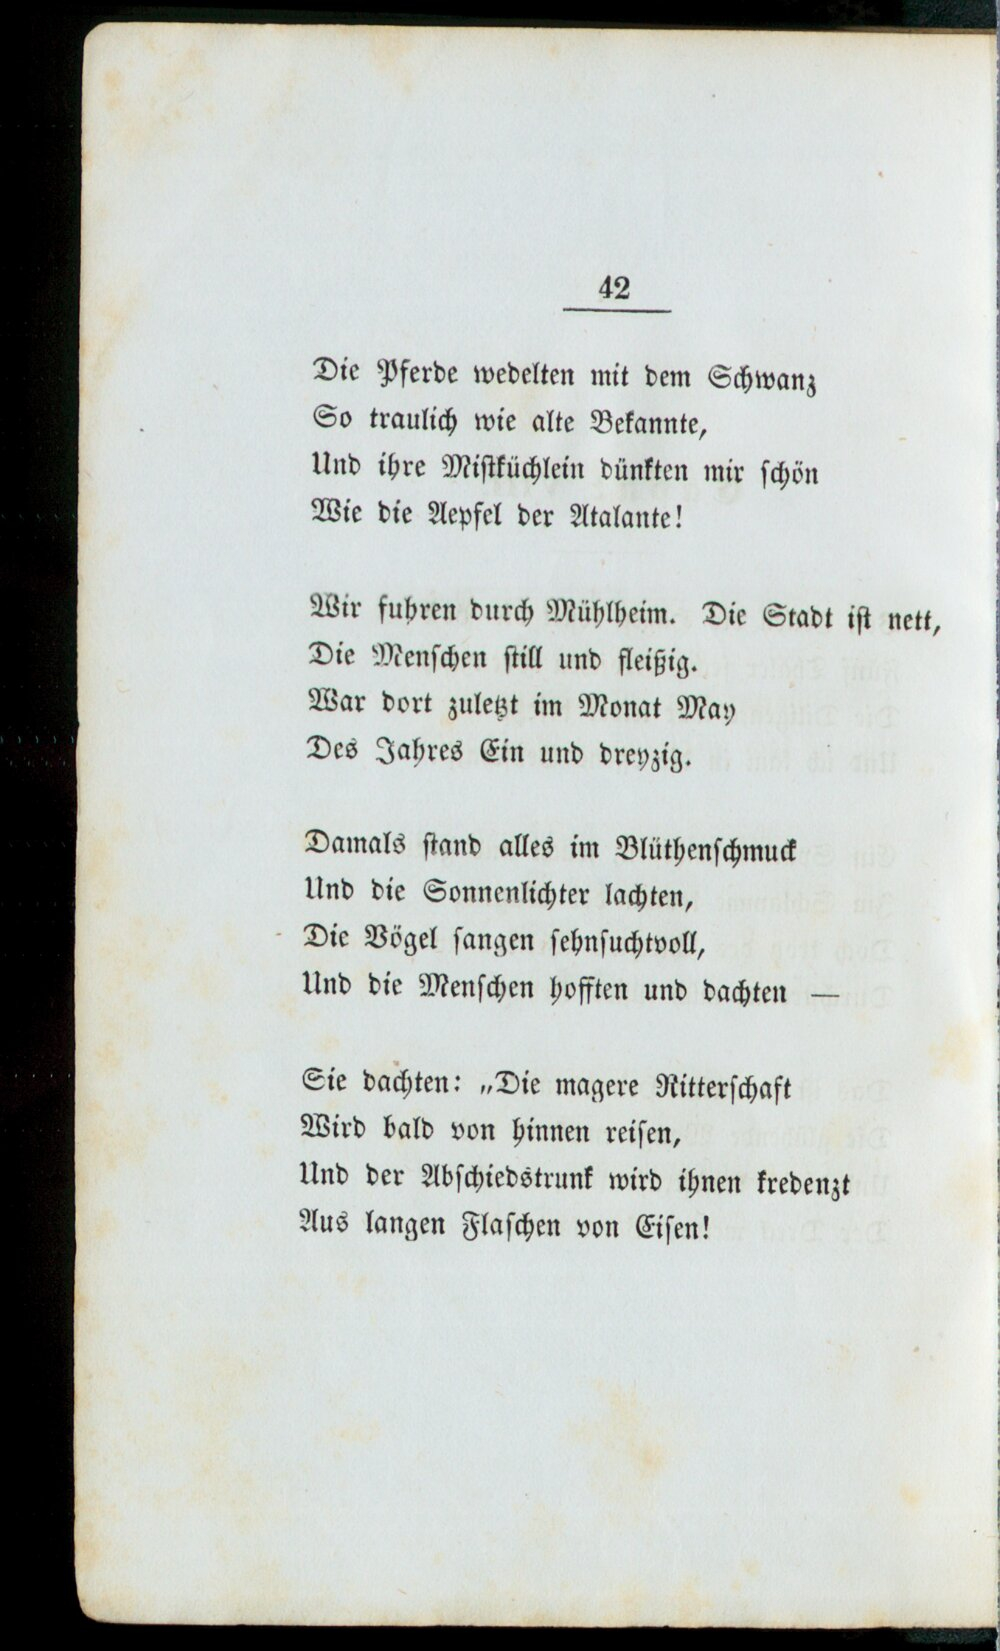 42
Die Pferde wedelten mit dem Schwanz
So traulich wie alte Bekannte,
Und ihre Mistküchlein dünkten mir schön
Wie die Aepfel der Atalante!
Wir fuhren durch Mühlheim. Die Stadt ist nett,
Die Menschen still und fleißig.
War dort zuletzt im Monat May
Des Jahres Ein und dreyzig.
Damals stand alles im Blüthenschmuck
Und die Sonnenlichter lachten,
Die Vögel sangen sehnsuchtvoll,
Und die Menschen hofften und dachten —
Sie dachten: „Die magere Ritterschaft
Wird bald von hinnen reisen,
Und der Abschiedstrunk wird ihnen kredenzt
Aus langen Flaschen von Eisen!